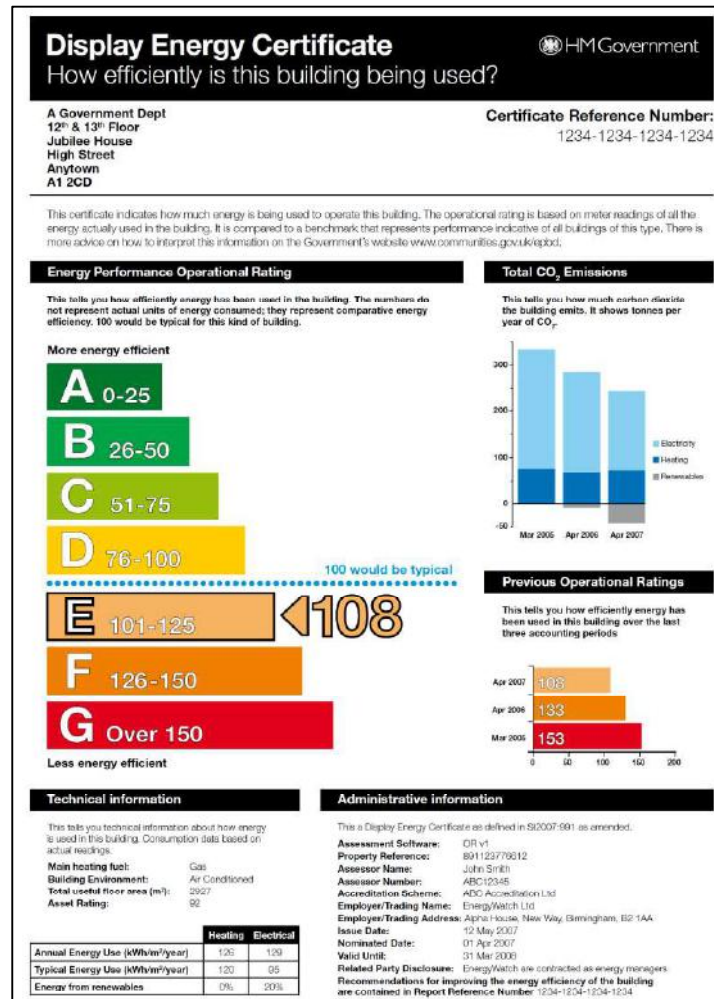 Display Energy Certificate
HM Government
How efficiently is this building being used?
A Government Dept
12th & 13th Floor
Jubilee House
High Street
Anytown
A1 2CD
Certificate Reference Number:
1234-1234-1234-1234
This certificate indicates how much energy is being used to operate this building. The operational rating is based on meter readings of all the
energy actually used in the building. It is compared to a benchmark that represents performance indicative of all buildings of this type. There is
more advice on how to interpret this information on the Government's website www.communities.gov.uk/epbd.
Energy Performance Operational Rating
This tells you how efficiently energy has been used in the building. The numbers do
not represent actual units of energy consumed; they represent comparative energy
efficiency. 100 would be typical for this kind of building.
More energy efficient
A 0-25
B 26-50
C 51-75
D 76-100
100 would be typical
E 101-125
108
F 126-150
G Over 150
Less energy efficient
Total CO2 Emissions
This tells you how much carbon dioxide
the building emits. It shows tonnes per
year of CO2.
300
200
100
0
-50
Electricity
Heating
Renewables
Mar 2005 Apr 2006 Apr 2007
Previous Operational Ratings
This tells you how efficiently energy has
been used in this building over the last
three accounting periods
Apr 2007 108
Apr 2006 133
Mar 2005 153
0 50 100 150 200
Technical information
This tells you technical information about how energy
is used in this building. Consumption data based on
actual readings.
Main heating fuel: Gas
Building Environment: Air Conditioned
Total useful floor area (m²): 2927
Asset Rating: 92
Heating Electrical
Annual Energy Use (kWh/m²/year) 126 129
Typical Energy Use (kWh/m²/year) 120 95
Energy from renewables 0% 20%
Administrative information
This a Display Energy Certificate as defined in SI2007:991 as amended.
Assessment Software: OR v1
Property Reference: 891123776612
Assessor Name: John Smith
Assessor Number: ABC12345
Accreditation Scheme: ABC Accreditation Ltd
Employer/Trading Name: EnergyWatch Ltd
Employer/Trading Address: Alpha House, New Way, Birmingham, B2 1AA
Issue Date: 12 May 2007
Nominated Date: 01 Apr 2007
Valid Until: 31 Mar 2008
Related Party Disclosure: EnergyWatch are contracted as energy managers
Recommendations for improving the energy efficiency of the building
are contained in Report Reference Number 1234-1234-1234-1234